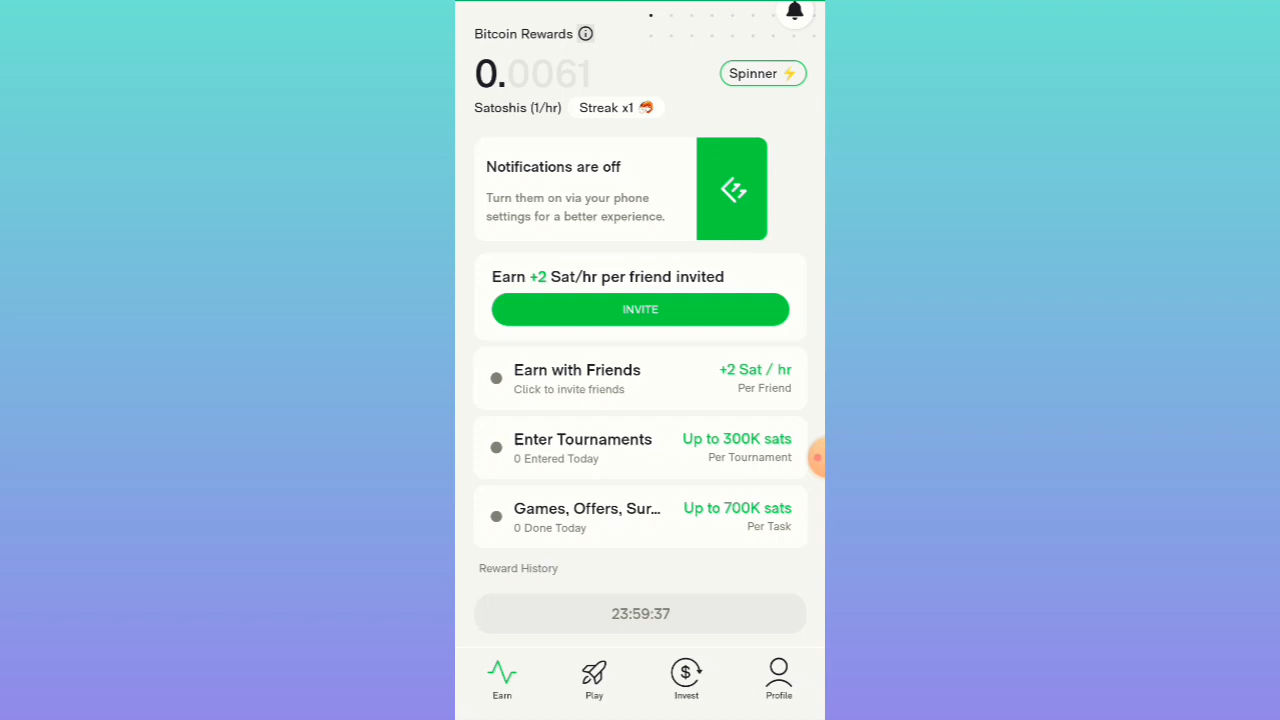 Bitcoin Rewards
0.0061
Spinner ⚡
Satoshis (1/hr) Streak x1
Notifications are off
Turn them on via your phone
settings for a better experience.
Earn +2 Sat/hr per friend invited
INVITE
Earn with Friends +2 Sat / hr
Click to invite friends Per Friend
Enter Tournaments Up to 300K sats
0 Entered Today Per Tournament
Games, Offers, Sur... Up to 700K sats
0 Done Today Per Task
Reward History
23:59:37
Earn Play Invest Profile